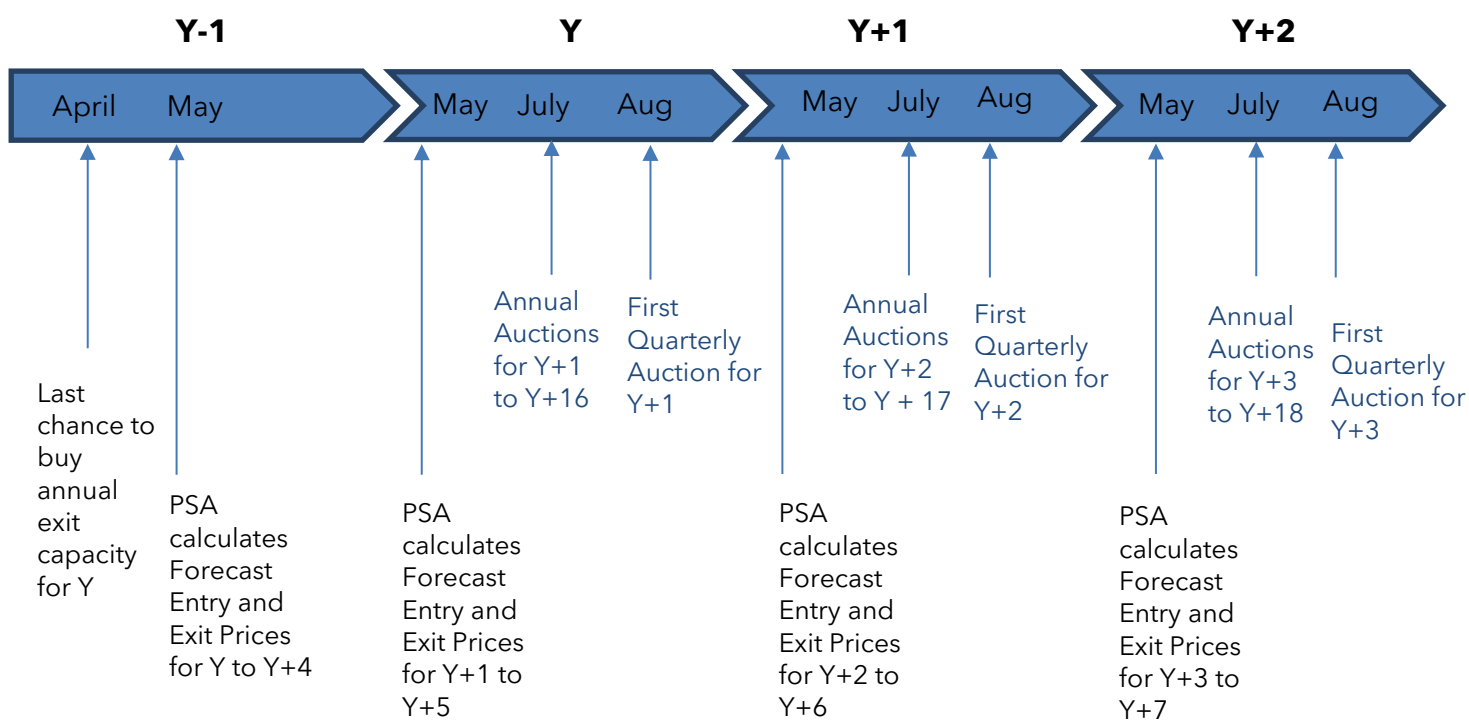 Y-1
Y
Y+1
Y+2
April
May
May
July
Aug
May
July
Aug
May
July
Aug
Last
chance to
buy
annual
exit
capacity
for Y
PSA
calculates
Forecast
Entry and
Exit Prices
for Y to Y+4
PSA
calculates
Forecast
Entry and
Exit Prices
for Y+1 to
Y+5
Annual
Auctions
for Y+1
to Y+16
First
Quarterly
Auction for
Y+1
PSA
calculates
Forecast
Entry and
Exit Prices
for Y+2 to
Y+6
Annual
Auctions
for Y+2
to Y + 17
First
Quarterly
Auction for
Y+2
PSA
calculates
Forecast
Entry and
Exit Prices
for Y+3 to
Y+7
Annual
Auctions
for Y+3
to Y+18
First
Quarterly
Auction for
Y+3